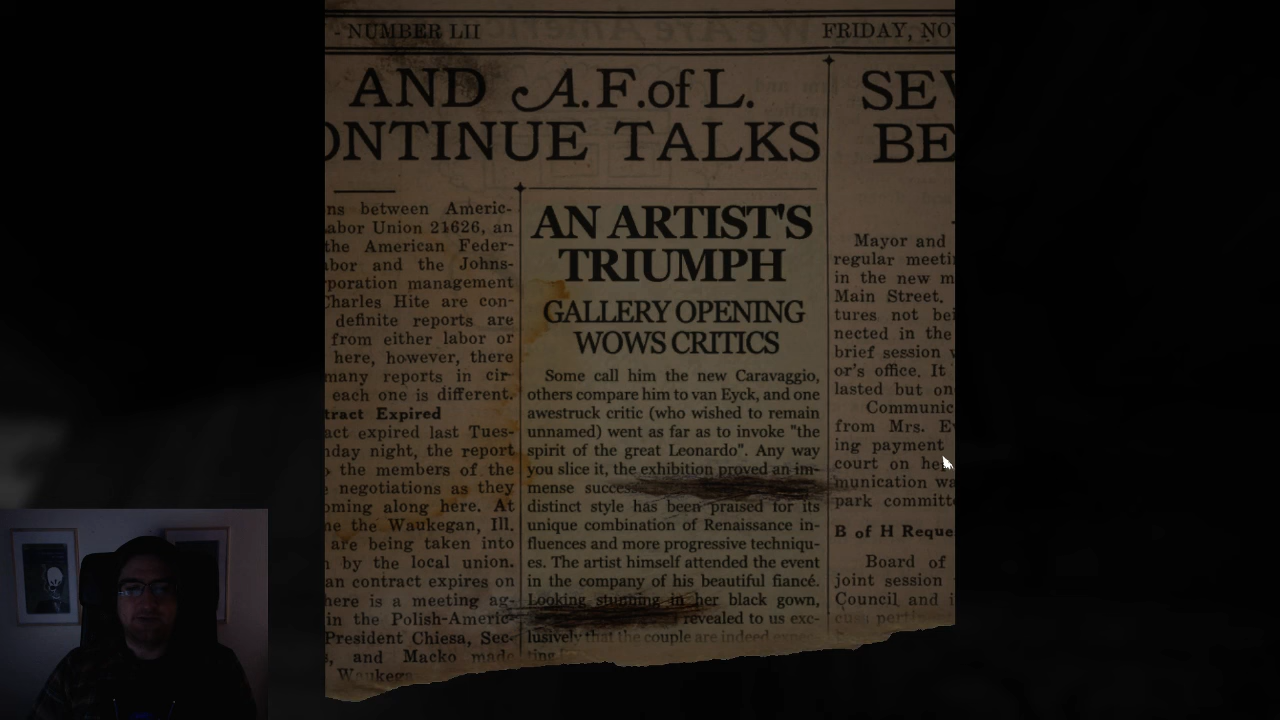 - NUMBER LII
FRIDAY, NO
AND A.F.of L.
ONTINUE TALKS
SE
BE
ns between Americ-
abor Union 21626, an
the American Feder-
bor and the Johns-
poration management
Charles Hite are con-
definite reports are
from either labor or
here, however, there
many reports in cir-
each one is different.
tract Expired
act expired last Tues-
day night, the report
the members of the
negotiations as they
oming along here. At
e the Waukegan, Ill.
are being taken into
by the local union.
an contract expires on
here is a meeting ag-
in the Polish-Americ-
President Chiesa, Sec-
, and Macko made
Waukega
AN ARTIST'S
TRIUMPH
GALLERY OPENING
WOWS CRITICS
Some call him the new Caravaggio,
others compare him to van Eyck, and one
awestruck critic (who wished to remain
unnamed) went as far as to invoke "the
spirit of the great Leonardo". Any way
you slice it, the exhibition proved an im-
mense success
distinct style has been praised for its
unique combination of Renaissance in-
fluences and more progressive techniqu-
es. The artist himself attended the event
in the company of his beautiful fiancé.
Looking stunning in her black gown,
revealed to us exc-
lusively that the couple are indeed expec-
ting
Mayor and
regular meeti
in the new m
Main Street.
tures not bei
nected in the
brief session
or's office. It
lasted but on
Communic
from Mrs. E
ing payment
court on he
munication wa
park committe
B of H Reque
Board of
joint session
Council and i